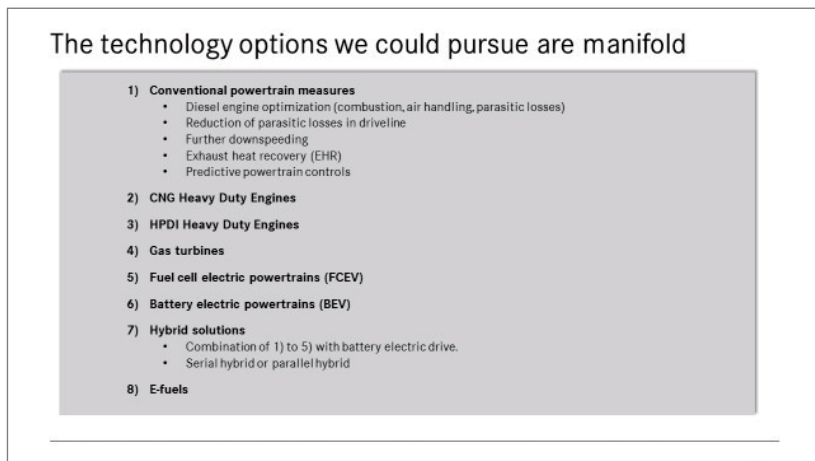 The technology options we could pursue are manifold
1) Conventional powertrain measures
• Diesel engine optimization (combustion, air handling, parasitic losses)
• Reduction of parasitic losses in driveline
• Further downspeeding
• Exhaust heat recovery (EHR)
• Predictive powertrain controls
2) CNG Heavy Duty Engines
3) HPDI Heavy Duty Engines
4) Gas turbines
5) Fuel cell electric powertrains (FCEV)
6) Battery electric powertrains (BEV)
7) Hybrid solutions
• Combination of 1) to 5) with battery electric drive.
• Serial hybrid or parallel hybrid
8) E-fuels